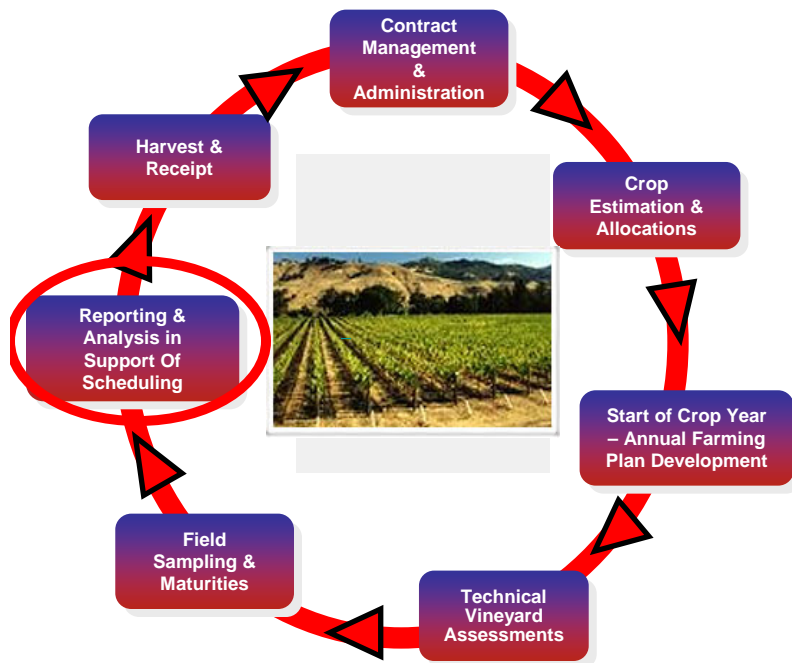 Contract
Management
&
Administration
Harvest &
Receipt
Crop
Estimation &
Allocations
Reporting &
Analysis in
Support Of
Scheduling
Start of Crop Year
– Annual Farming
Plan Development
Field
Sampling &
Maturities
Technical
Vineyard
Assessments